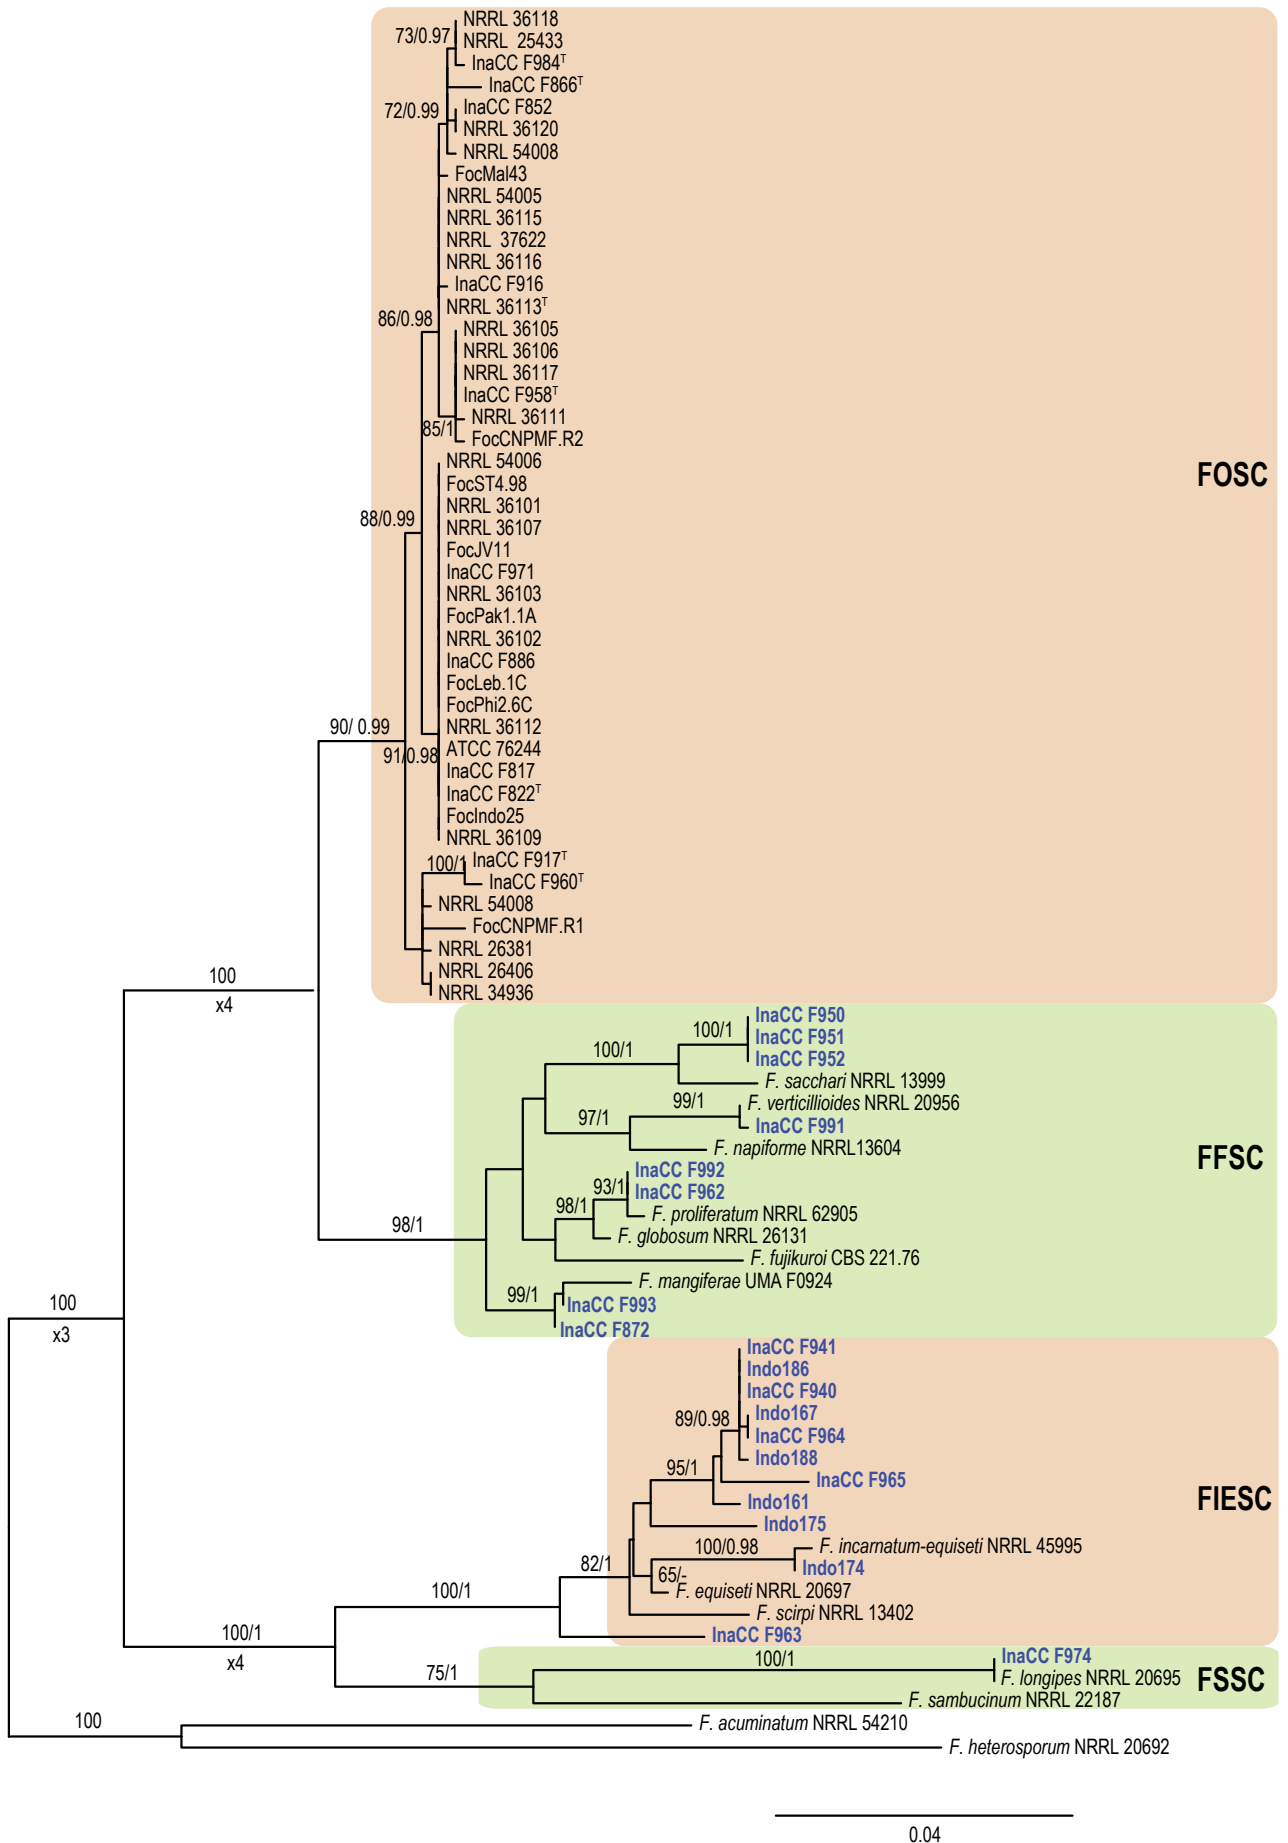 NRRL 36118
73/0.97
NRRL 25433
InaCC F984ᵀ
InaCC F866ᵀ
72/0.99
InaCC F852
NRRL 36120
NRRL 54008
FocMal43
NRRL 54005
NRRL 36115
NRRL 37622
NRRL 36116
InaCC F916
NRRL 36113ᵀ
86/0.98
NRRL 36105
NRRL 36106
NRRL 36117
InaCC F958ᵀ
NRRL 36111
85/1
FocCNPMF.R2
NRRL 54006
FOSC
FocST4.98
NRRL 36101
88/0.99
NRRL 36107
FocJV11
InaCC F971
NRRL 36103
FocPak1.1A
NRRL 36102
InaCC F886
FocLeb.1C
FocPhi2.6C
NRRL 36112
90/ 0.99
ATCC 76244
91/0.98
InaCC F817
InaCC F822ᵀ
FocIndo25
NRRL 36109
InaCC F917ᵀ
100/1
InaCC F960ᵀ
NRRL 54008
FocCNPMF.R1
NRRL 26381
NRRL 26406
100
NRRL 34936
x4
InaCC F950
100/1
InaCC F951
100/1
InaCC F952
F. sacchari NRRL 13999
99/1
F. verticillioides NRRL 20956
97/1
InaCC F991
F. napiforme NRRL13604
FFSC
InaCC F992
93/1
InaCC F962
98/1
F. proliferatum NRRL 62905
98/1
F. globosum NRRL 26131
F. fujikuroi CBS 221.76
F. mangiferae UMA F0924
99/1
InaCC F993
100
x3
InaCC F872
InaCC F941
Indo186
InaCC F940
Indo167
89/0.98
InaCC F964
Indo188
95/1
InaCC F965
FIESC
Indo161
Indo175
100/0.98
F. incarnatum-equiseti NRRL 45995
82/1
Indo174
65/-
F. equiseti NRRL 20697
100/1
F. scirpi NRRL 13402
100/1
InaCC F963
x4
100/1
InaCC F974
75/1
F. longipes NRRL 20695
FSSC
F. sambucinum NRRL 22187
100
F. acuminatum NRRL 54210
F. heterosporum NRRL 20692
0.04